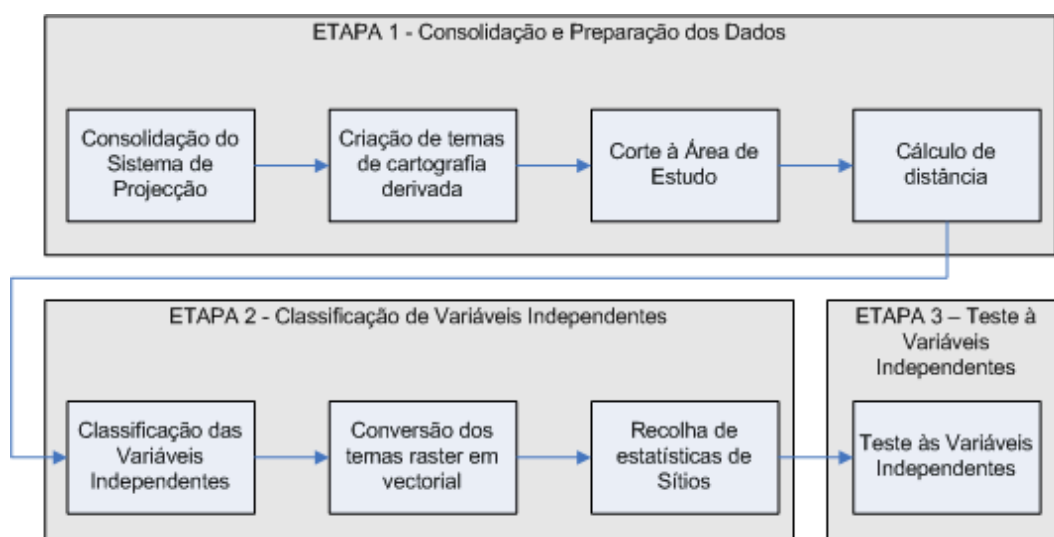 ETAPA 1 - Consolidação e Preparação dos Dados
Consolidação do
Sistema de
Projecção
Criação de temas
de cartografia
derivada
Corte à Área de
Estudo
Cálculo de
distância
ETAPA 2 - Classificação de Variáveis Independentes
Classificação das
Variáveis
Independentes
Conversão dos
temas raster em
vectorial
Recolha de
estatísticas de
Sítios
ETAPA 3 – Teste à
Variáveis
Independentes
Teste às Variáveis
Independentes